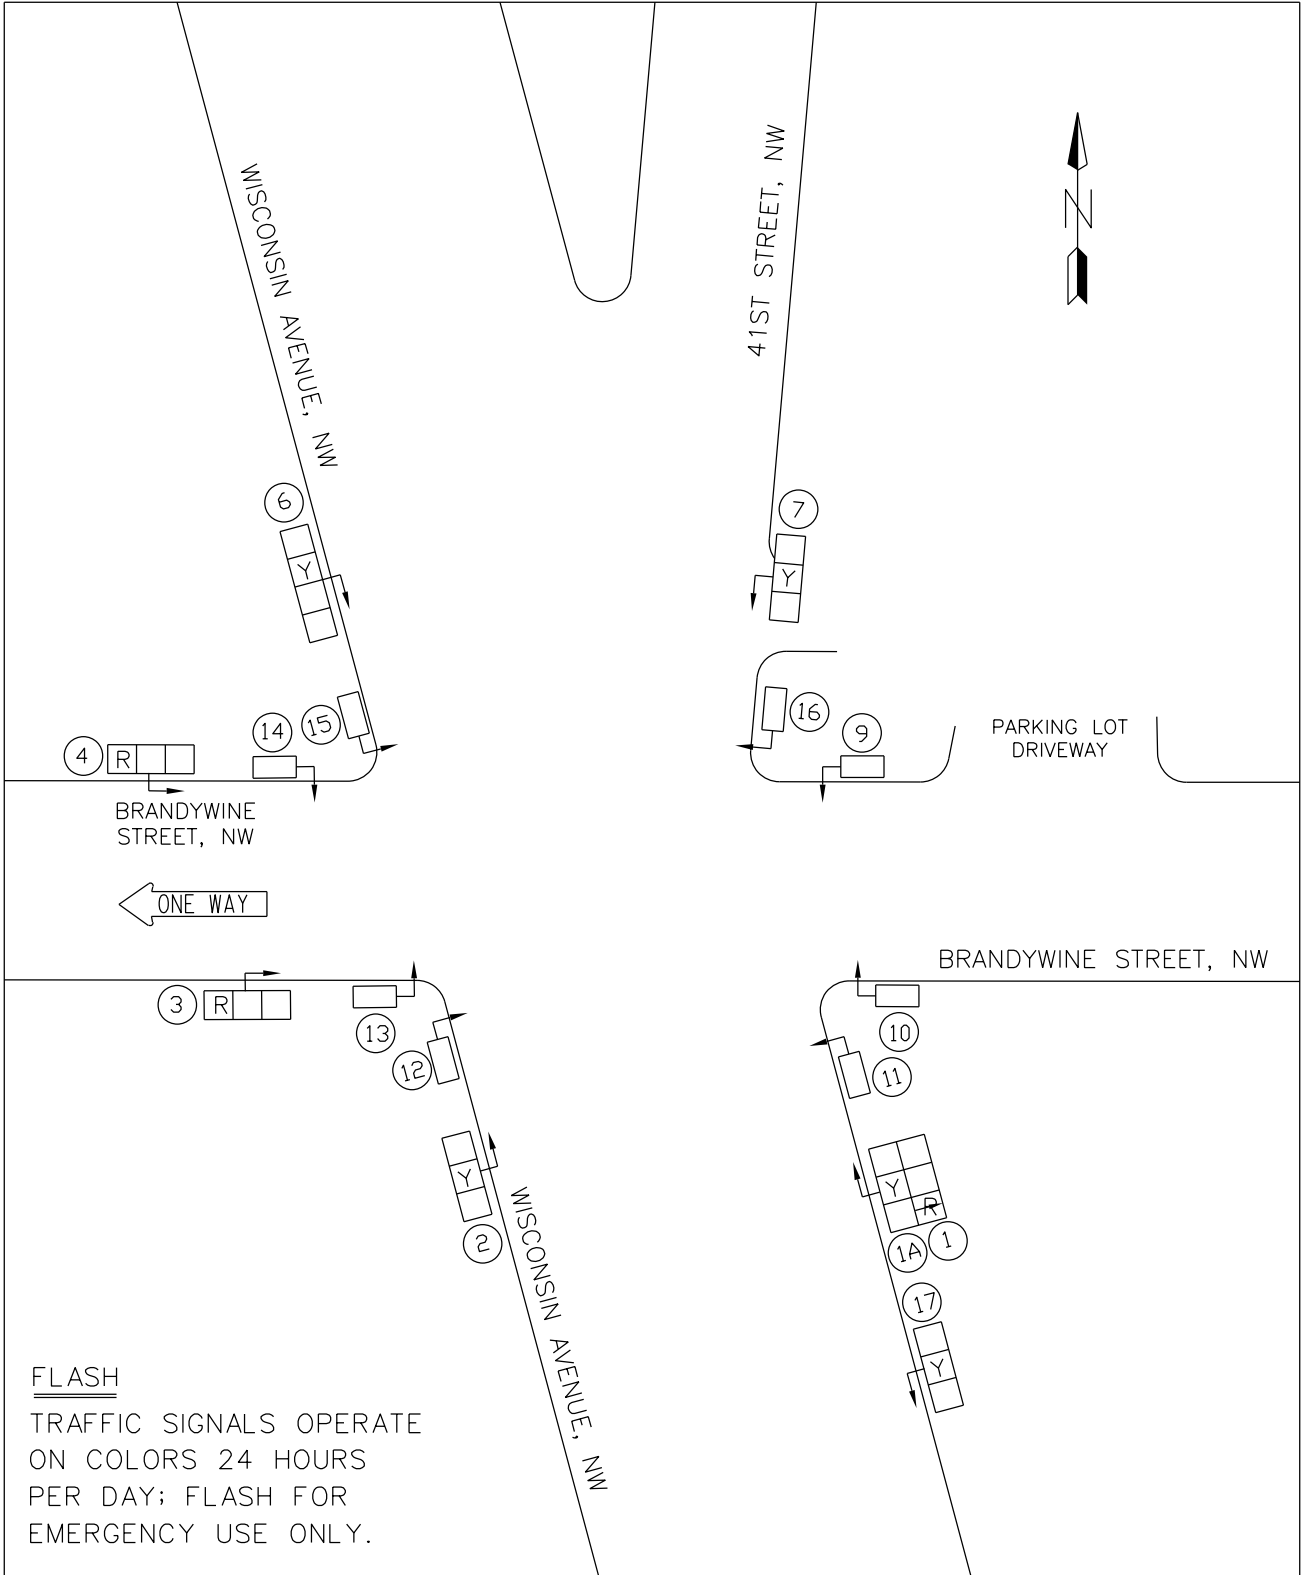 WISCONSIN AVENUE, NW
41ST STREET, NW
N
6
Y
7
Y
14
15
16
9
4
R
PARKING LOT
DRIVEWAY
BRANDYWINE
STREET, NW
ONE WAY
BRANDYWINE STREET, NW
3
R
13
10
12
11
Y
2
Y
R
1A
1
WISCONSIN AVENUE, NW
17
Y
FLASH
TRAFFIC SIGNALS OPERATE
ON COLORS 24 HOURS
PER DAY; FLASH FOR
EMERGENCY USE ONLY.